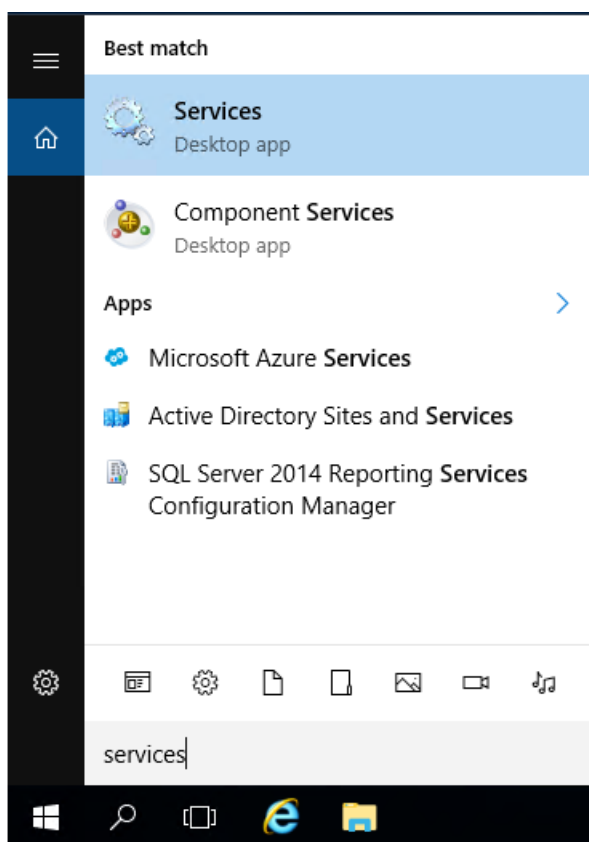 Best match
Services
Desktop app
Component Services
Desktop app
Apps
Microsoft Azure Services
Active Directory Sites and Services
SQL Server 2014 Reporting Services
Configuration Manager
services